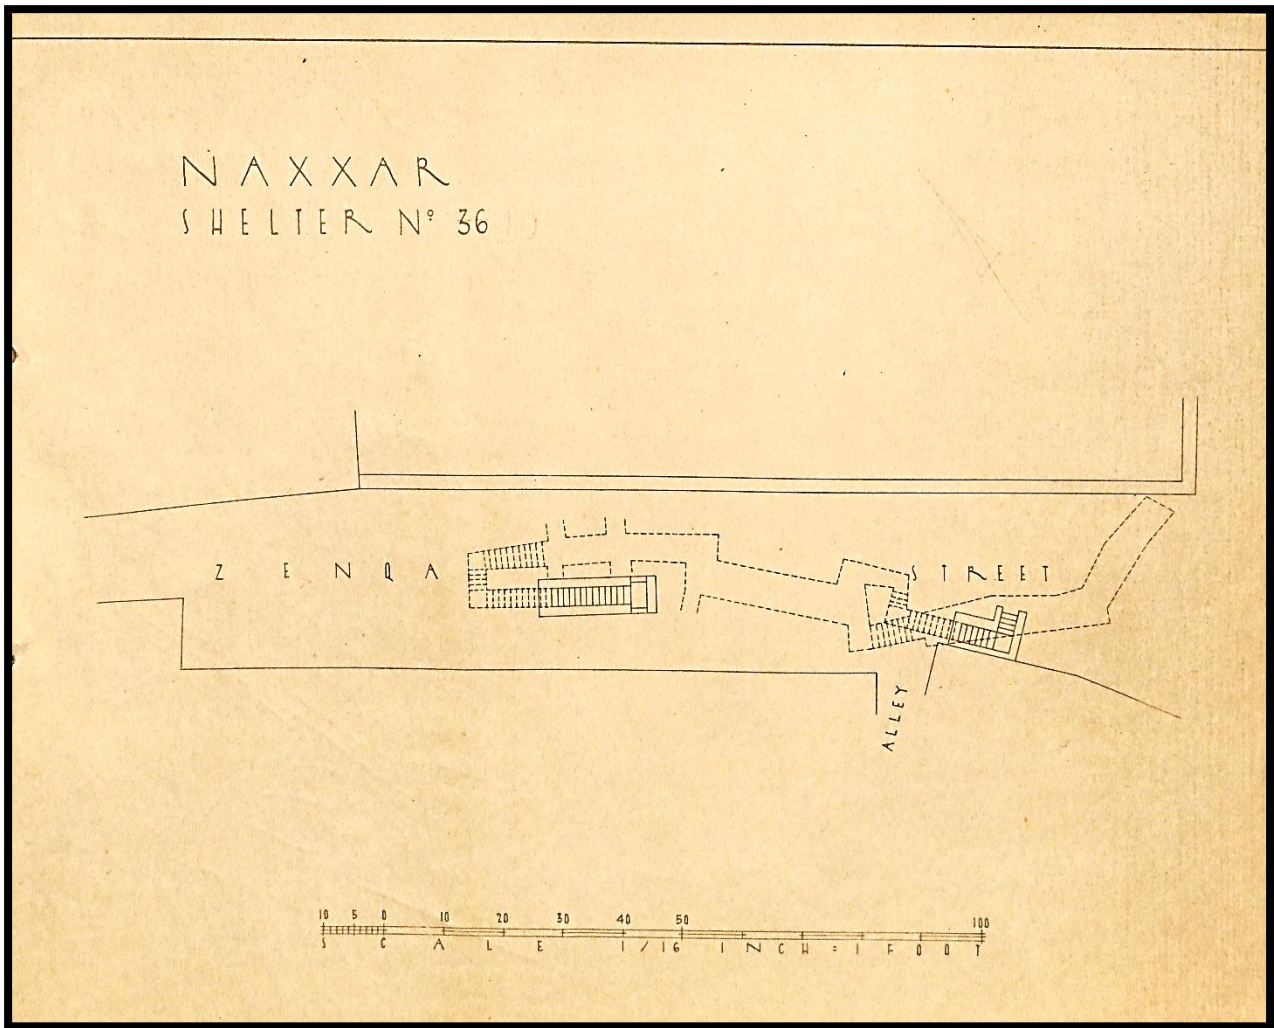 NAXXAR
SHELTER Nº 36
ZENQA STREET
ALLEY
10 5 0 10 20 30 40 50 100
SCALE 1/16 INCH = 1 FOOT